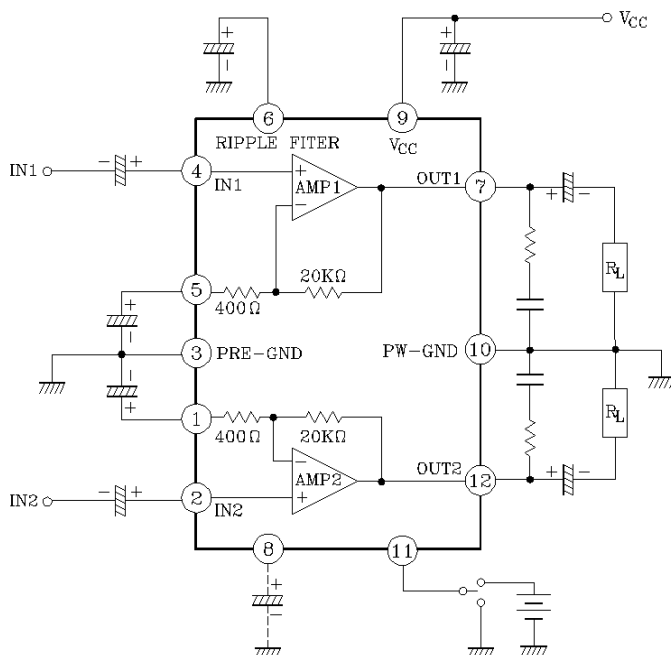 +
−
+
−
VCC
6
9
RIPPLE FITER
VCC
IN1
− +
4
IN1
+
AMP1
−
OUT1
7
+ −
5
400Ω
20KΩ
RL
+
−
3
PRE-GND
PW-GND
10
−
+
1
400Ω
20KΩ
RL
−
AMP2
+
OUT2
12
+ −
IN2
− +
2
IN2
8
11
+
−